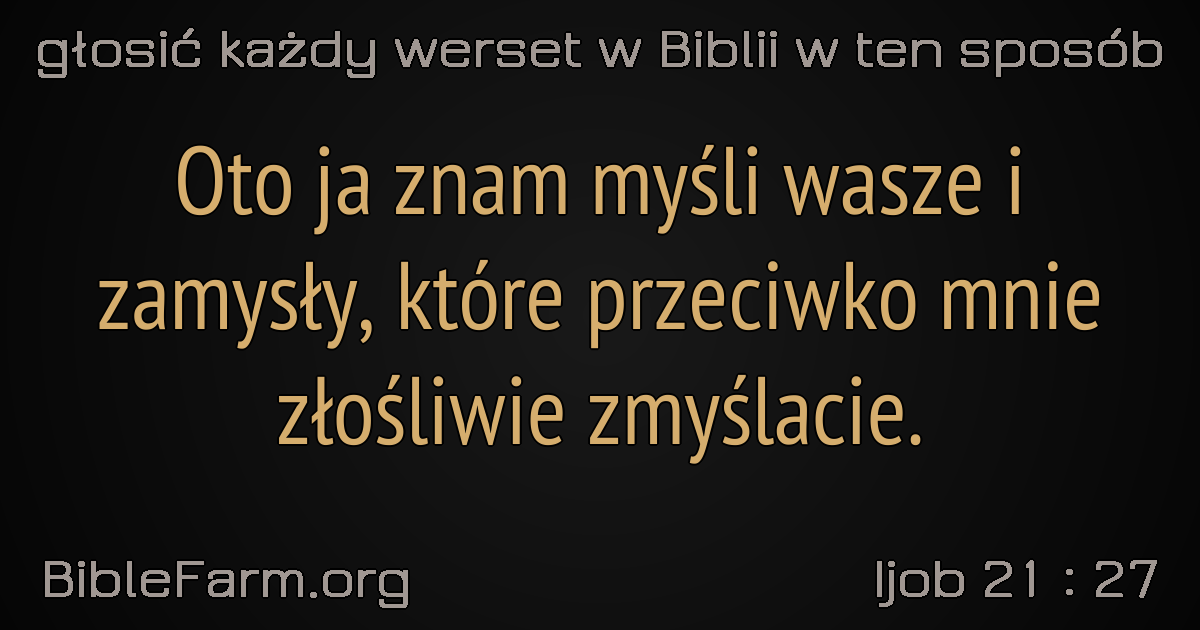 głosić każdy werset w Biblii w ten sposób
Oto ja znam myśli wasze i
zamysły, które przeciwko mnie
złośliwie zmyślacie.
BibleFarm.org
Ijob 21 : 27